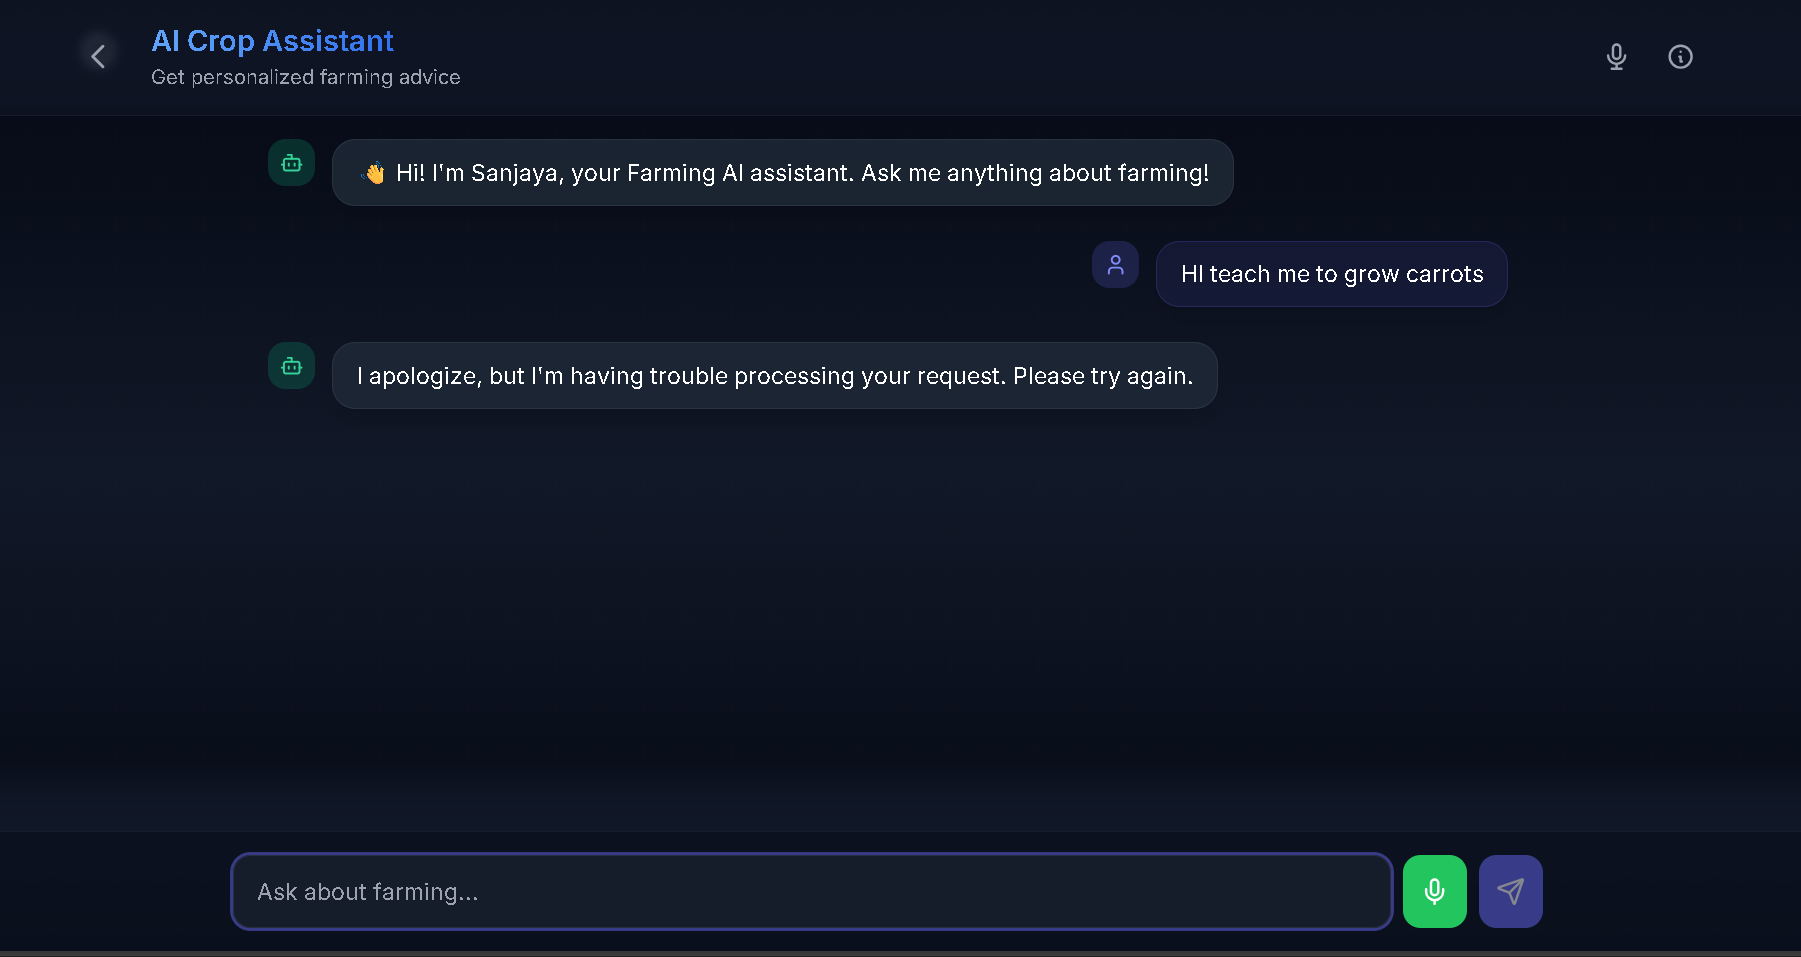 AI Crop Assistant
Get personalized farming advice
👋 Hi! I'm Sanjaya, your Farming AI assistant. Ask me anything about farming!
HI teach me to grow carrots
I apologize, but I'm having trouble processing your request. Please try again.
Ask about farming...